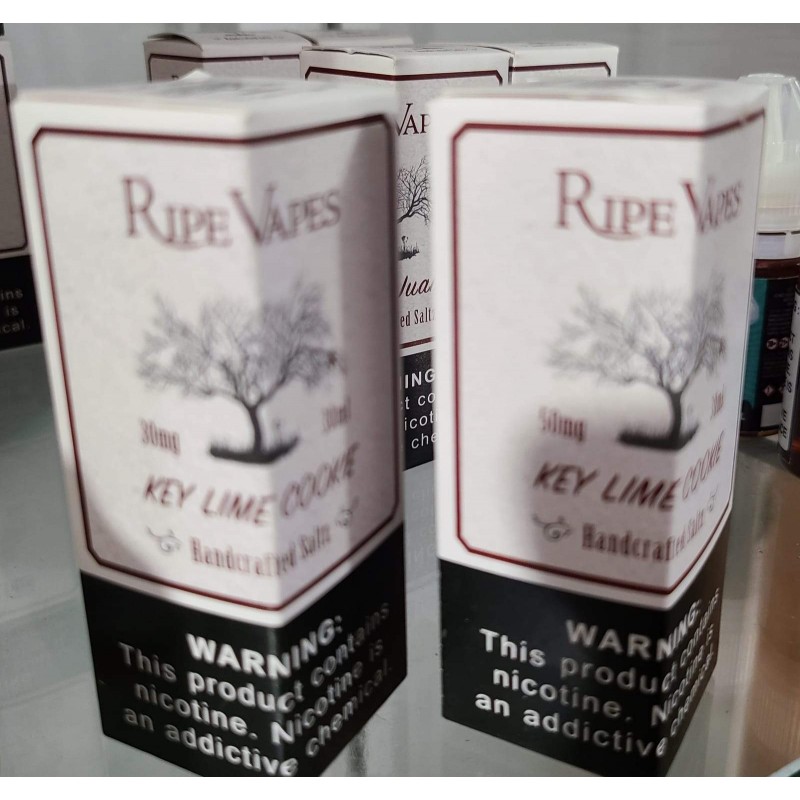 RIPE VAPES
30mg
30ml
KEY LIME COOKIE
Handcrafted Saltz
WARNING:
This product contains
nicotine. Nicotine is
an addictive chemical.
RIPE VAPES
50mg
KEY LIME COOKIE
Handcrafted Saltz
WARNING:
This product contains
nicotine. Nicotine is
an addictive chemical.